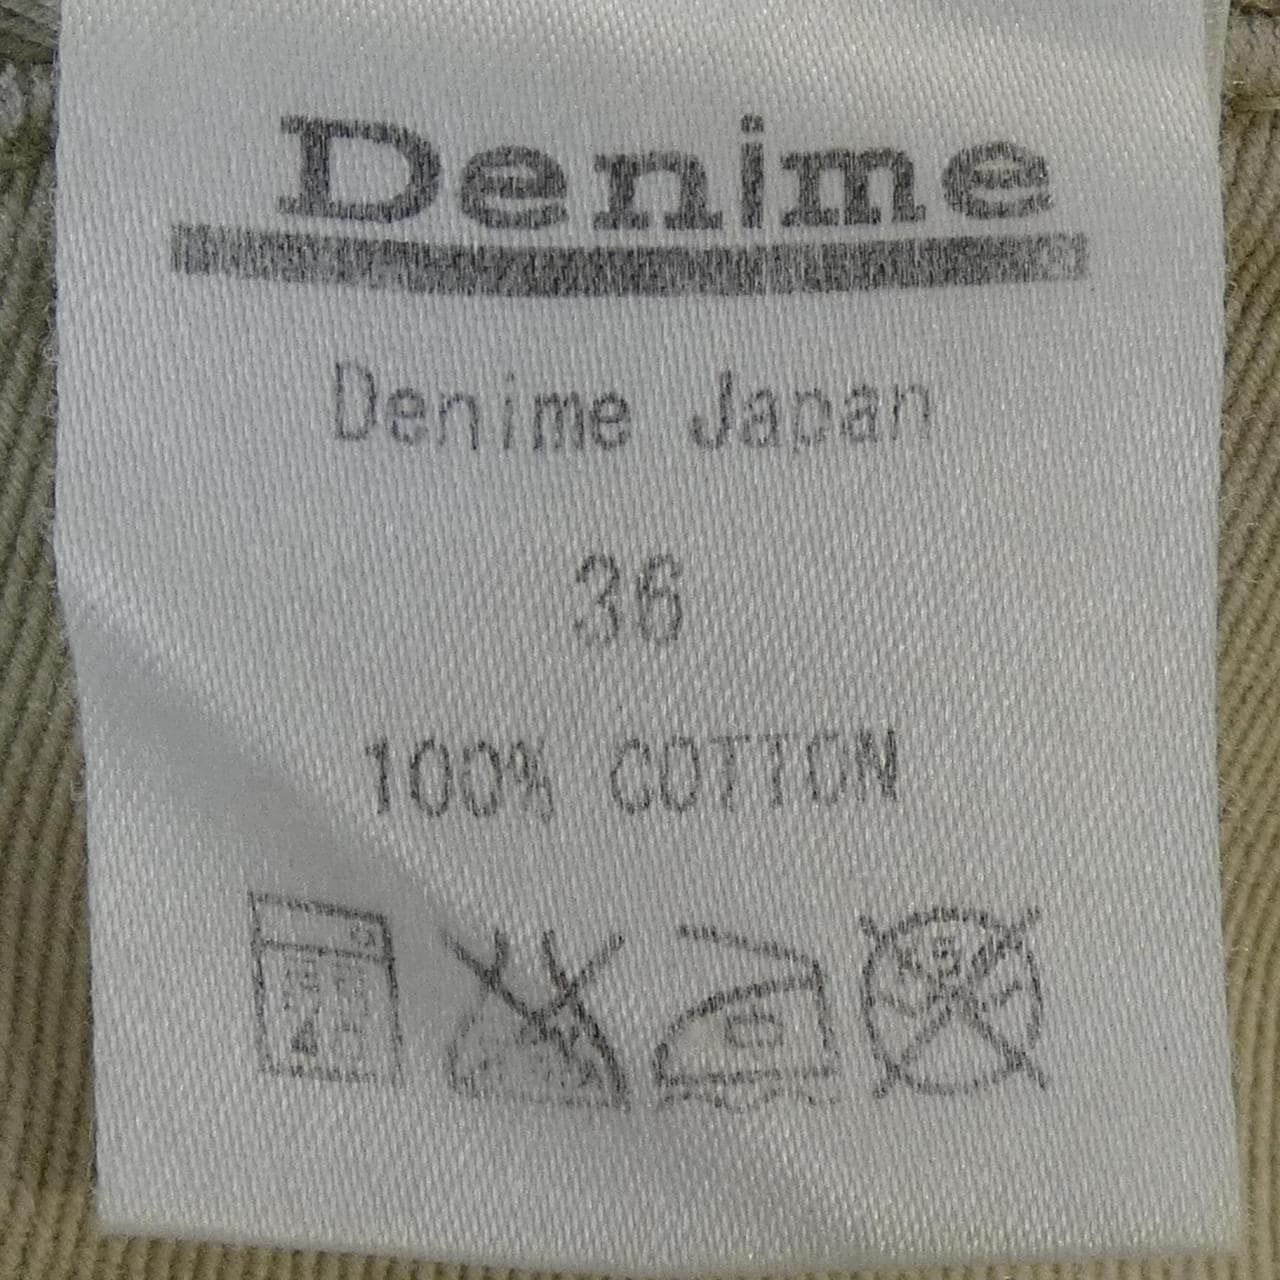 Denime
Denime Japan
36
100% COTTON